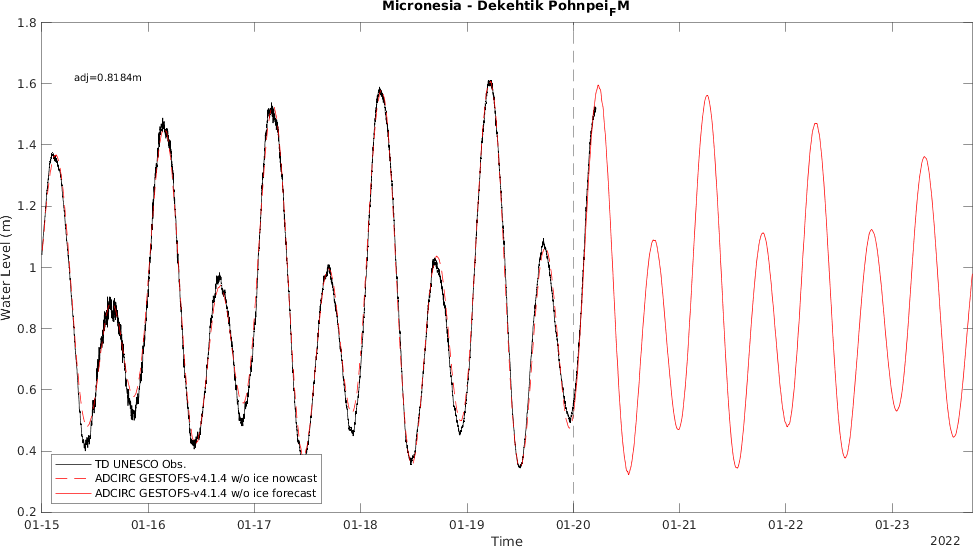 Micronesia - Dekehtik Pohnpei_FM
adj=0.8184m
Water Level (m)
1.8
1.6
1.4
1.2
1
0.8
0.6
0.4
0.2
TD UNESCO Obs.
ADCIRC GESTOFS-v4.1.4 w/o ice nowcast
ADCIRC GESTOFS-v4.1.4 w/o ice forecast
01-15 01-16 01-17 01-18 01-19 01-20 01-21 01-22 01-23
Time
2022